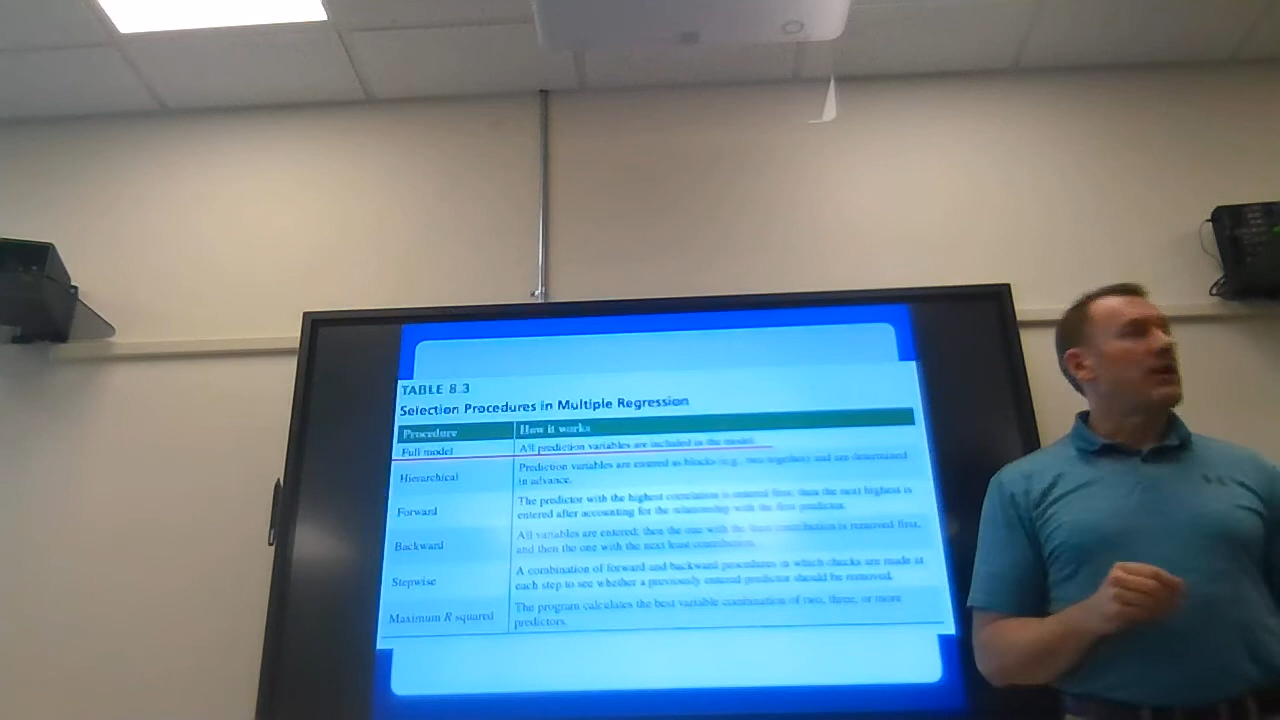 TABLE 8.3
Selection Procedures in Multiple Regression
Procedure How it works
Full model All prediction variables are included in the model.
Hierarchical Prediction variables are entered as blocks (e.g., two together) and are determined
in advance.
Forward The predictor with the highest correlation is entered first; then the next highest is
entered after accounting for the relationship with the first predictor.
Backward All variables are entered; then the one with the least contribution is removed first,
and then the one with the next least contribution.
Stepwise A combination of forward and backward procedures in which checks are made at
each step to see whether a previously entered predictor should be removed.
Maximum R squared The program calculates the best variable combination of two, three, or more
predictors.